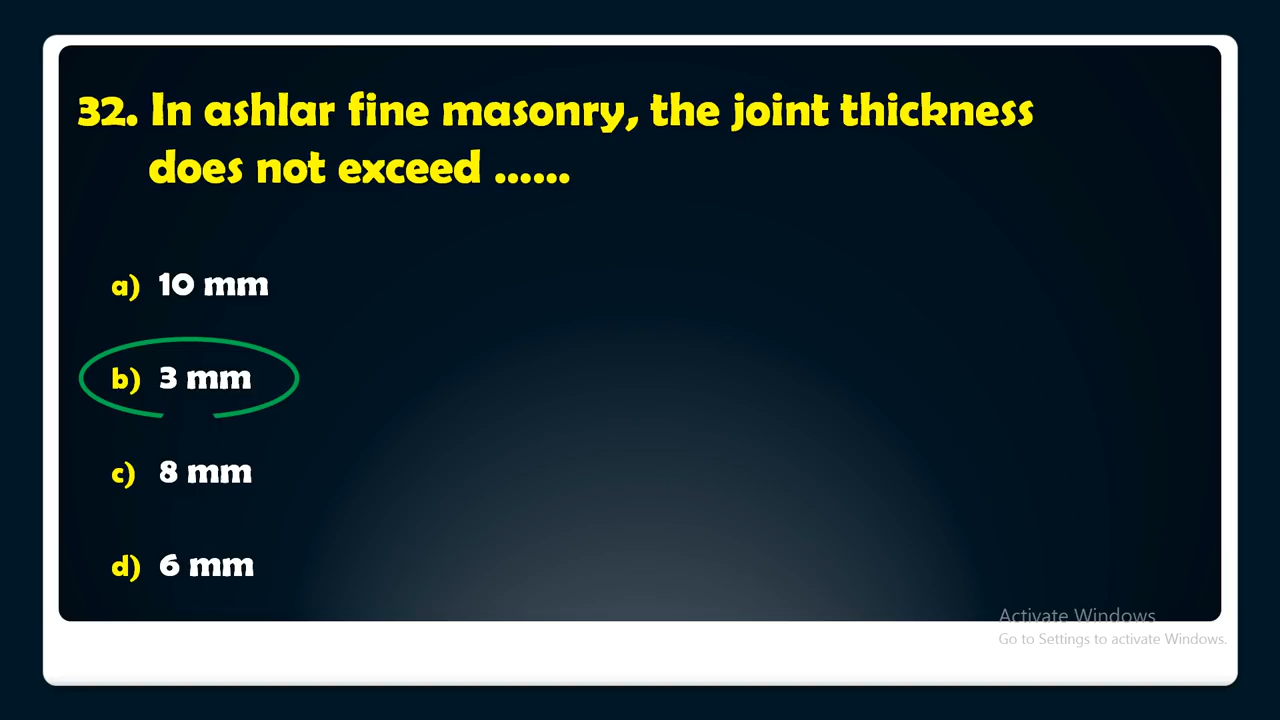 32. In ashlar fine masonry, the joint thickness
does not exceed ......
a) 10 mm
b) 3 mm
c) 8 mm
d) 6 mm
Activate Windows
Go to Settings to activate Windows.